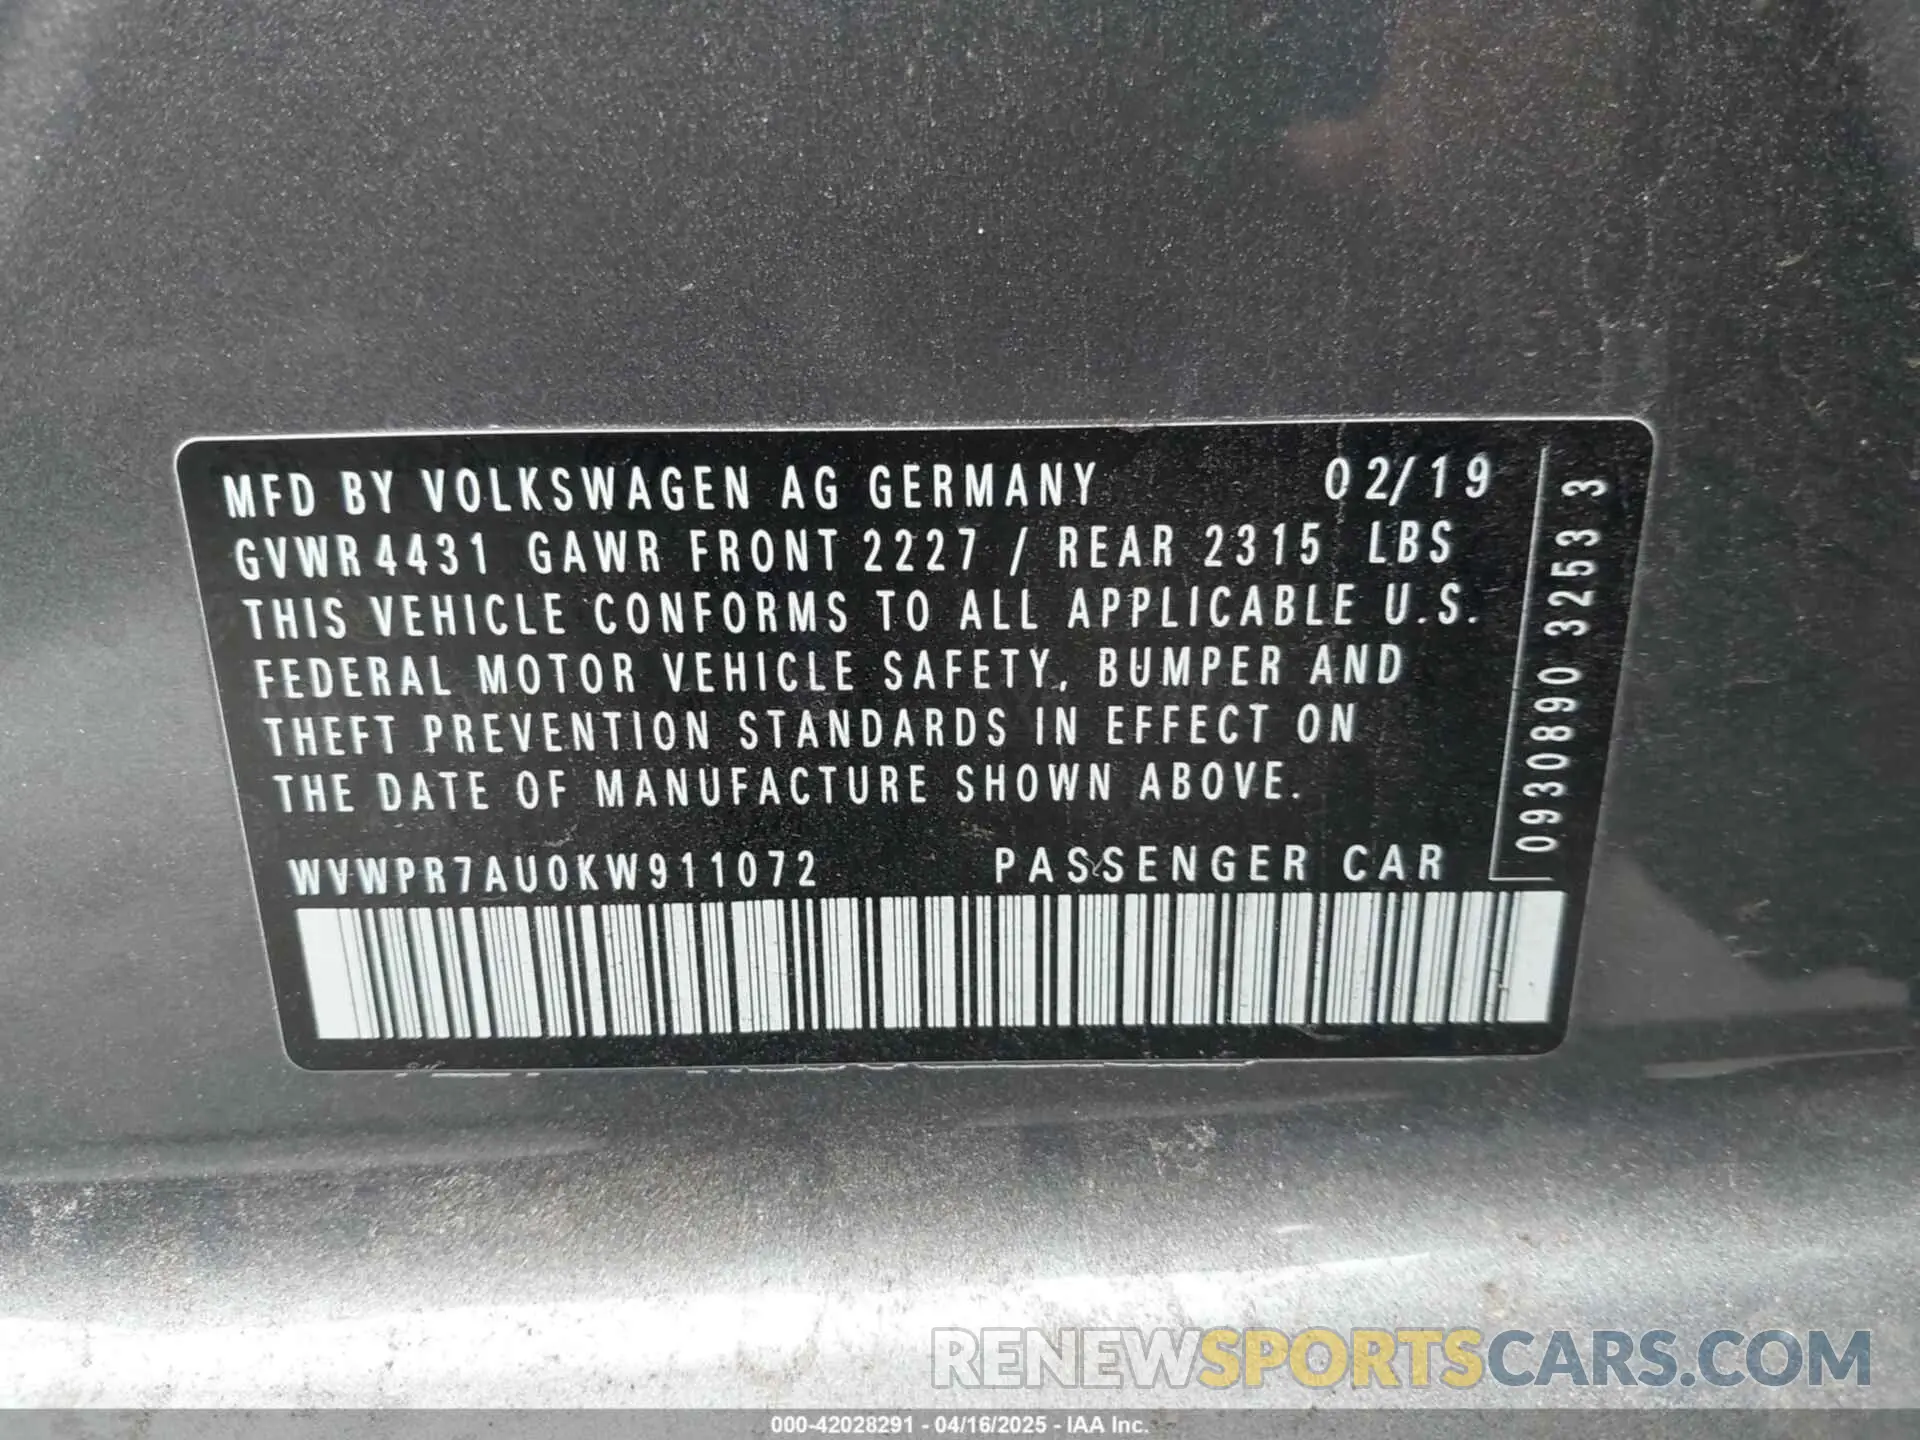 MFD BY VOLKSWAGEN AG GERMANY 02/19
GVWR 4431 GAWR FRONT 2227 / REAR 2315 LBS
THIS VEHICLE CONFORMS TO ALL APPLICABLE U.S.
FEDERAL MOTOR VEHICLE SAFETY, BUMPER AND
THEFT PREVENTION STANDARDS IN EFFECT ON
THE DATE OF MANUFACTURE SHOWN ABOVE.
WVWPR7AU0KW911072 PASSENGER CAR
0930890 3253 3
RENEWSPORTSCARS.COM
000-42028291 - 04/16/2025 - IAA Inc.